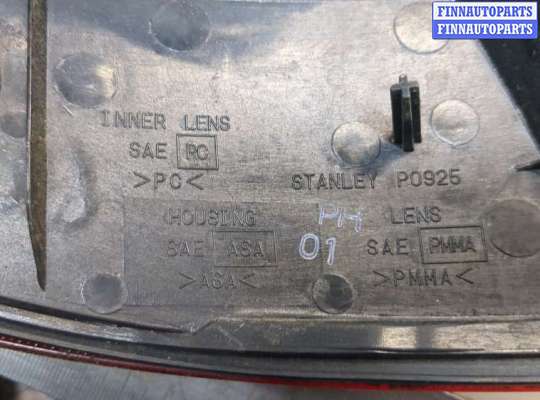 FINNAUTOPARTS
FINNAUTOPARTS
INNER LENS
SAE PC
>PC<
STANLEY P0925
HOUSING
SAE ASA
>ASA<
PH
01
LENS
SAE PMMA
>PMMA<